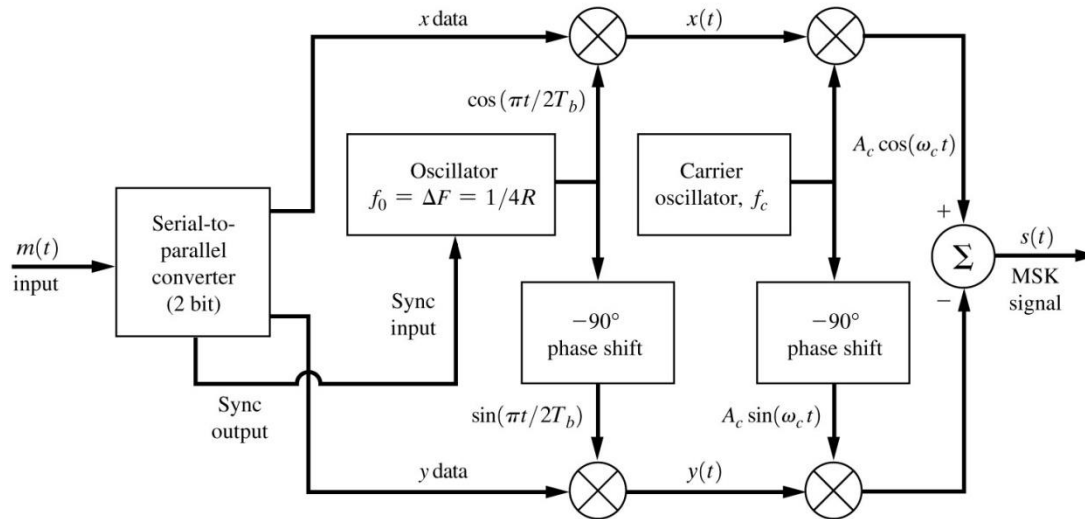 x data
x(t)
cos (πt/2T_b)
A_c cos(ω_c t)
Oscillator
f_0 = ΔF = 1/4R
Carrier
oscillator, f_c
Serial-to-
parallel
converter
(2 bit)
m(t)
input
+
Σ
−
s(t)
MSK
signal
Sync
input
−90°
phase shift
−90°
phase shift
Sync
output
sin(πt/2T_b)
A_c sin(ω_c t)
y data
y(t)